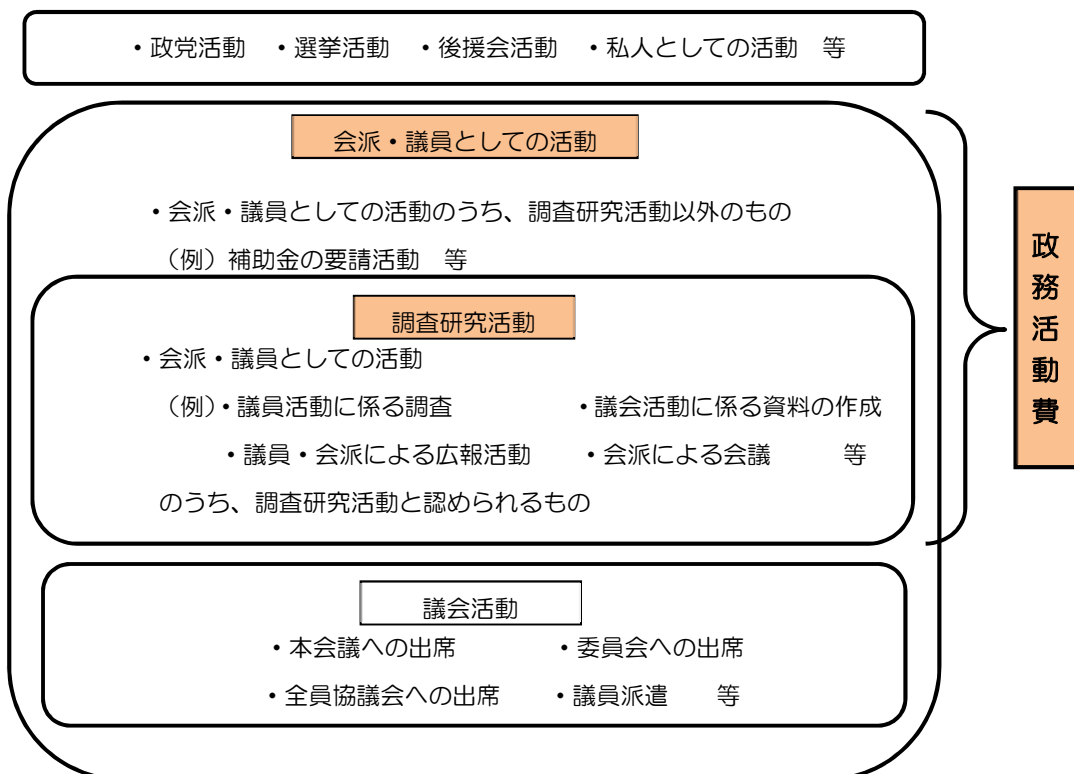 ・政党活動　・選挙活動　・後援会活動　・私人としての活動　等
会派・議員としての活動
・会派・議員としての活動のうち、調査研究活動以外のもの
（例）補助金の要請活動　等
調査研究活動
・会派・議員としての活動
（例）・議員活動に係る調査　・議会活動に係る資料の作成
・議員・会派による広報活動　・会派による会議　等
のうち、調査研究活動と認められるもの
議会活動
・本会議への出席　・委員会への出席
・全員協議会への出席　・議員派遣　等
政務活動費